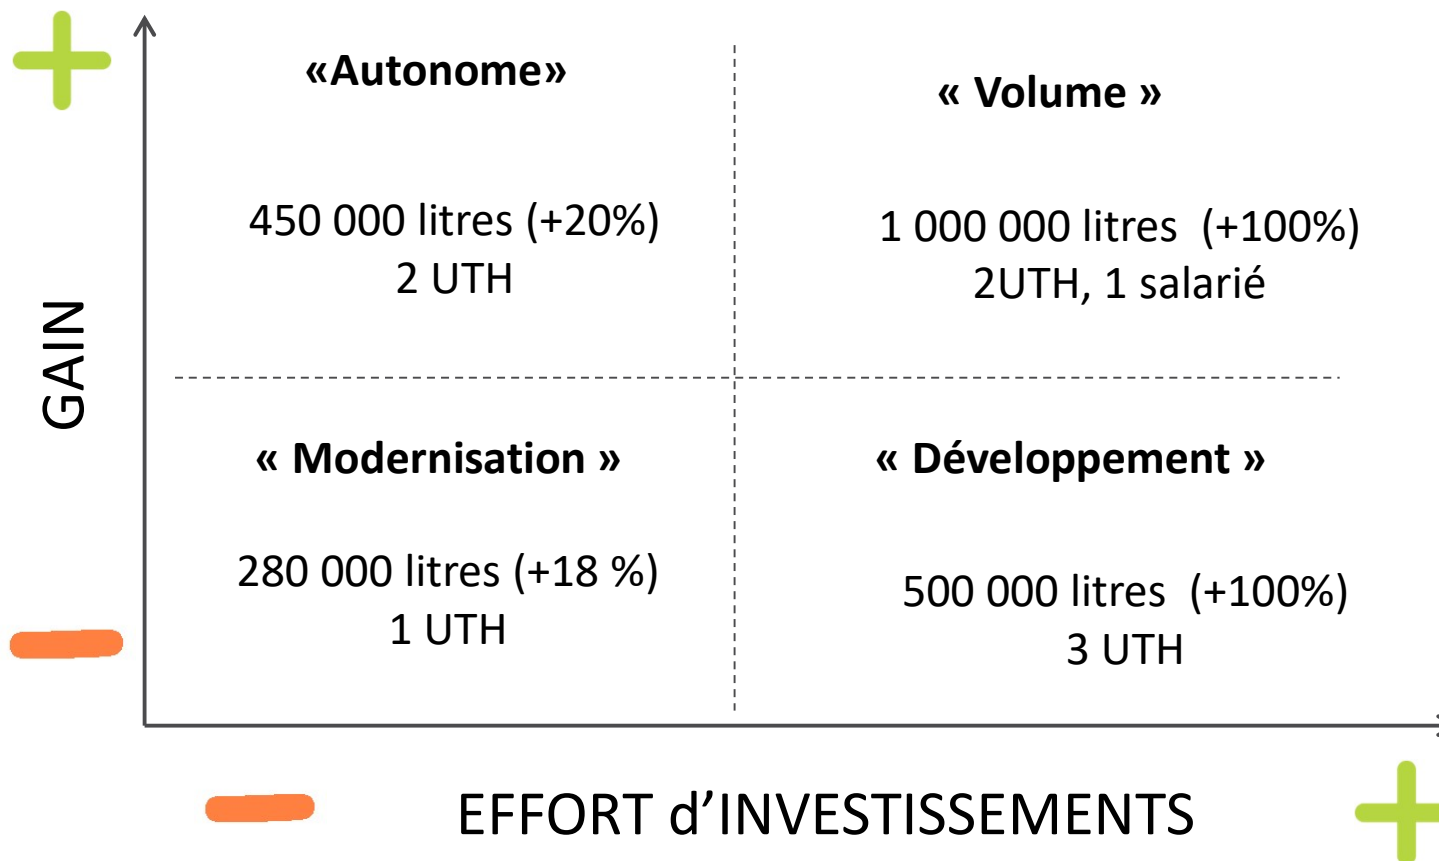 «Autonome»
450 000 litres (+20%)
2 UTH
« Volume »
1 000 000 litres  (+100%)
2UTH, 1 salarié
GAIN
« Modernisation »
280 000 litres (+18 %)
1 UTH
« Développement »
500 000 litres  (+100%)
3 UTH
EFFORT d’INVESTISSEMENTS